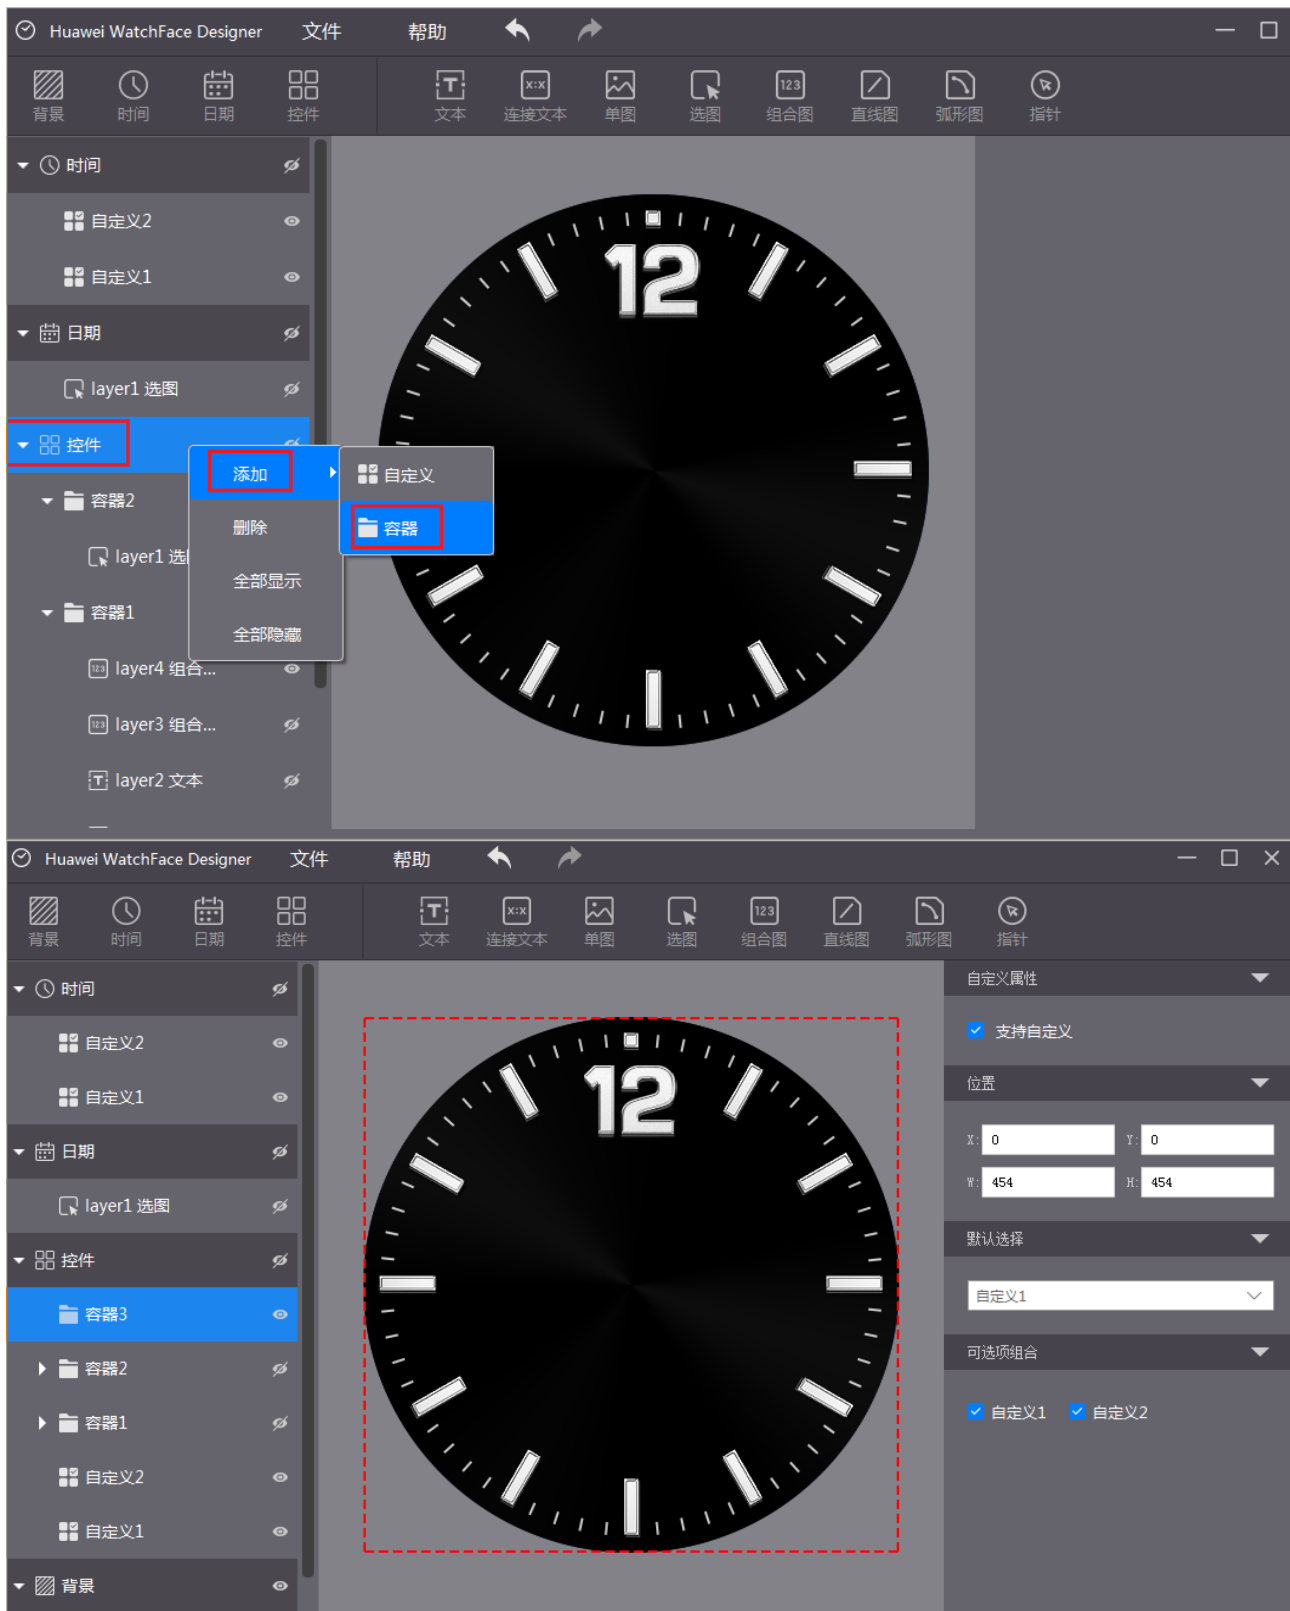 Huawei WatchFace Designer 文件 帮助
背景 时间 日期 控件 T 文本 x:x 连接文本 单图 选图 123 组合图 直线图 弧形图 指针
时间
自定义2
自定义1
日期
layer1 选图
控件
添加
自定义
容器2
删除
容器
layer1 选
全部显示
容器1
全部隐藏
123 layer4 组合...
123 layer3 组合...
T layer2 文本
12
Huawei WatchFace Designer 文件 帮助
背景 时间 日期 控件 T 文本 x:x 连接文本 单图 选图 123 组合图 直线图 弧形图 指针
时间
自定义2
自定义1
日期
layer1 选图
控件
容器3
容器2
容器1
自定义2
自定义1
背景
12
自定义属性
支持自定义
位置
X: 0 Y: 0
W: 454 H: 454
默认选择
自定义1
可选项组合
自定义1 自定义2